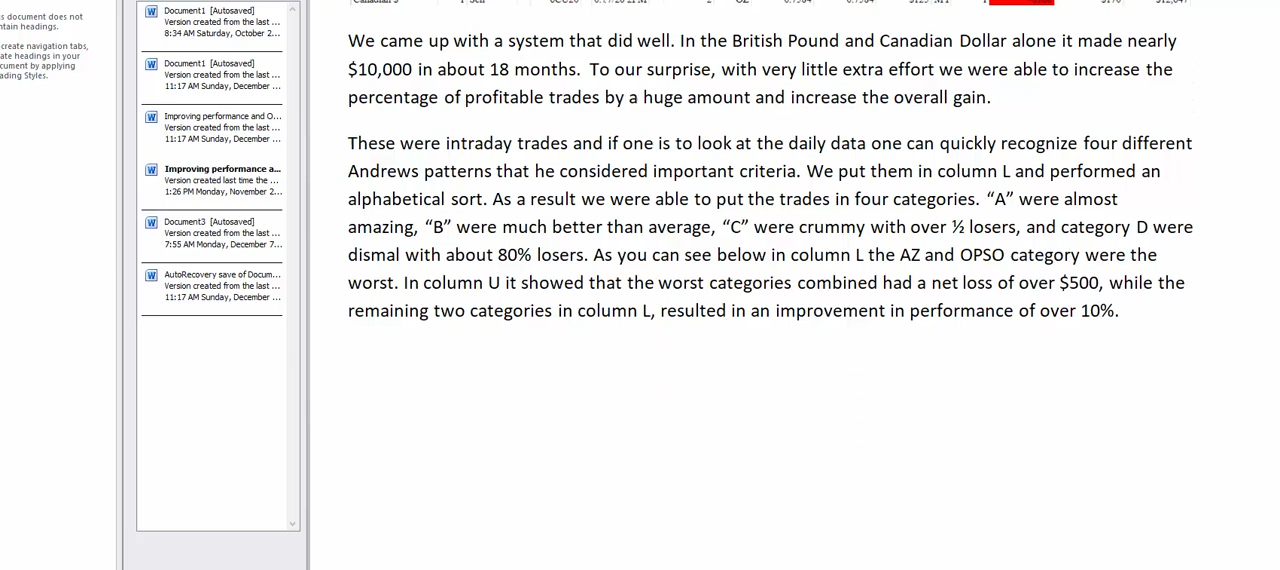 s document does not
ntain headings.
create navigation tabs,
ate headings in your
cument by applying
ading Styles.
Document1 [Autosaved]
Version created from the last ...
8:34 AM Saturday, October 2...
Document1 [Autosaved]
Version created from the last ...
11:17 AM Sunday, December ...
Improving performance and O...
Version created from the last ...
11:17 AM Sunday, December ...
Improving performance a...
Version created last time the ...
1:26 PM Monday, November 2...
Document3 [Autosaved]
Version created from the last ...
7:55 AM Monday, December 7...
AutoRecovery save of Docum...
Version created from the last ...
11:17 AM Sunday, December ...
We came up with a system that did well. In the British Pound and Canadian Dollar alone it made nearly
$10,000 in about 18 months.  To our surprise, with very little extra effort we were able to increase the
percentage of profitable trades by a huge amount and increase the overall gain.
These were intraday trades and if one is to look at the daily data one can quickly recognize four different
Andrews patterns that he considered important criteria. We put them in column L and performed an
alphabetical sort. As a result we were able to put the trades in four categories. “A” were almost
amazing, “B” were much better than average, “C” were crummy with over ½ losers, and category D were
dismal with about 80% losers. As you can see below in column L the AZ and OPSO category were the
worst. In column U it showed that the worst categories combined had a net loss of over $500, while the
remaining two categories in column L, resulted in an improvement in performance of over 10%.